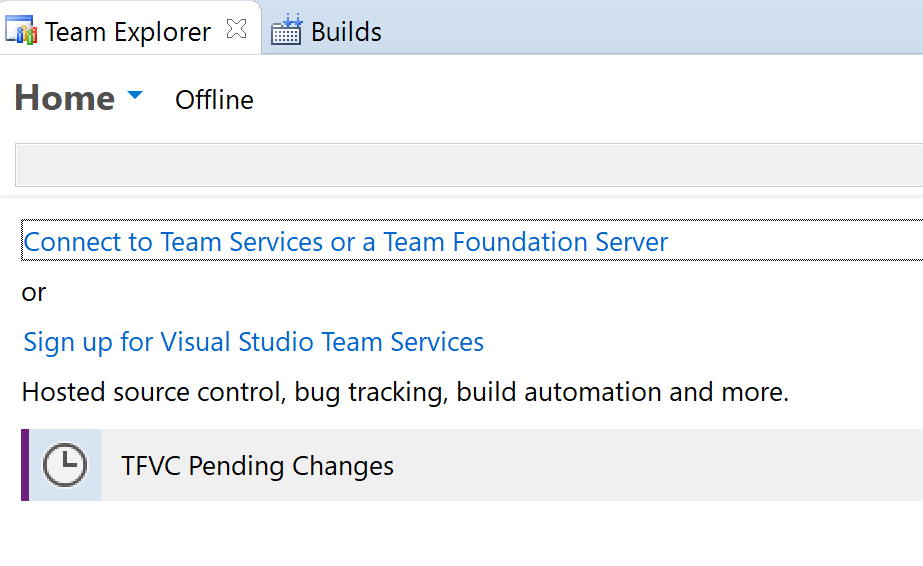 Team Explorer Builds
Home Offline
Connect to Team Services or a Team Foundation Server
or
Sign up for Visual Studio Team Services
Hosted source control, bug tracking, build automation and more.
TFVC Pending Changes